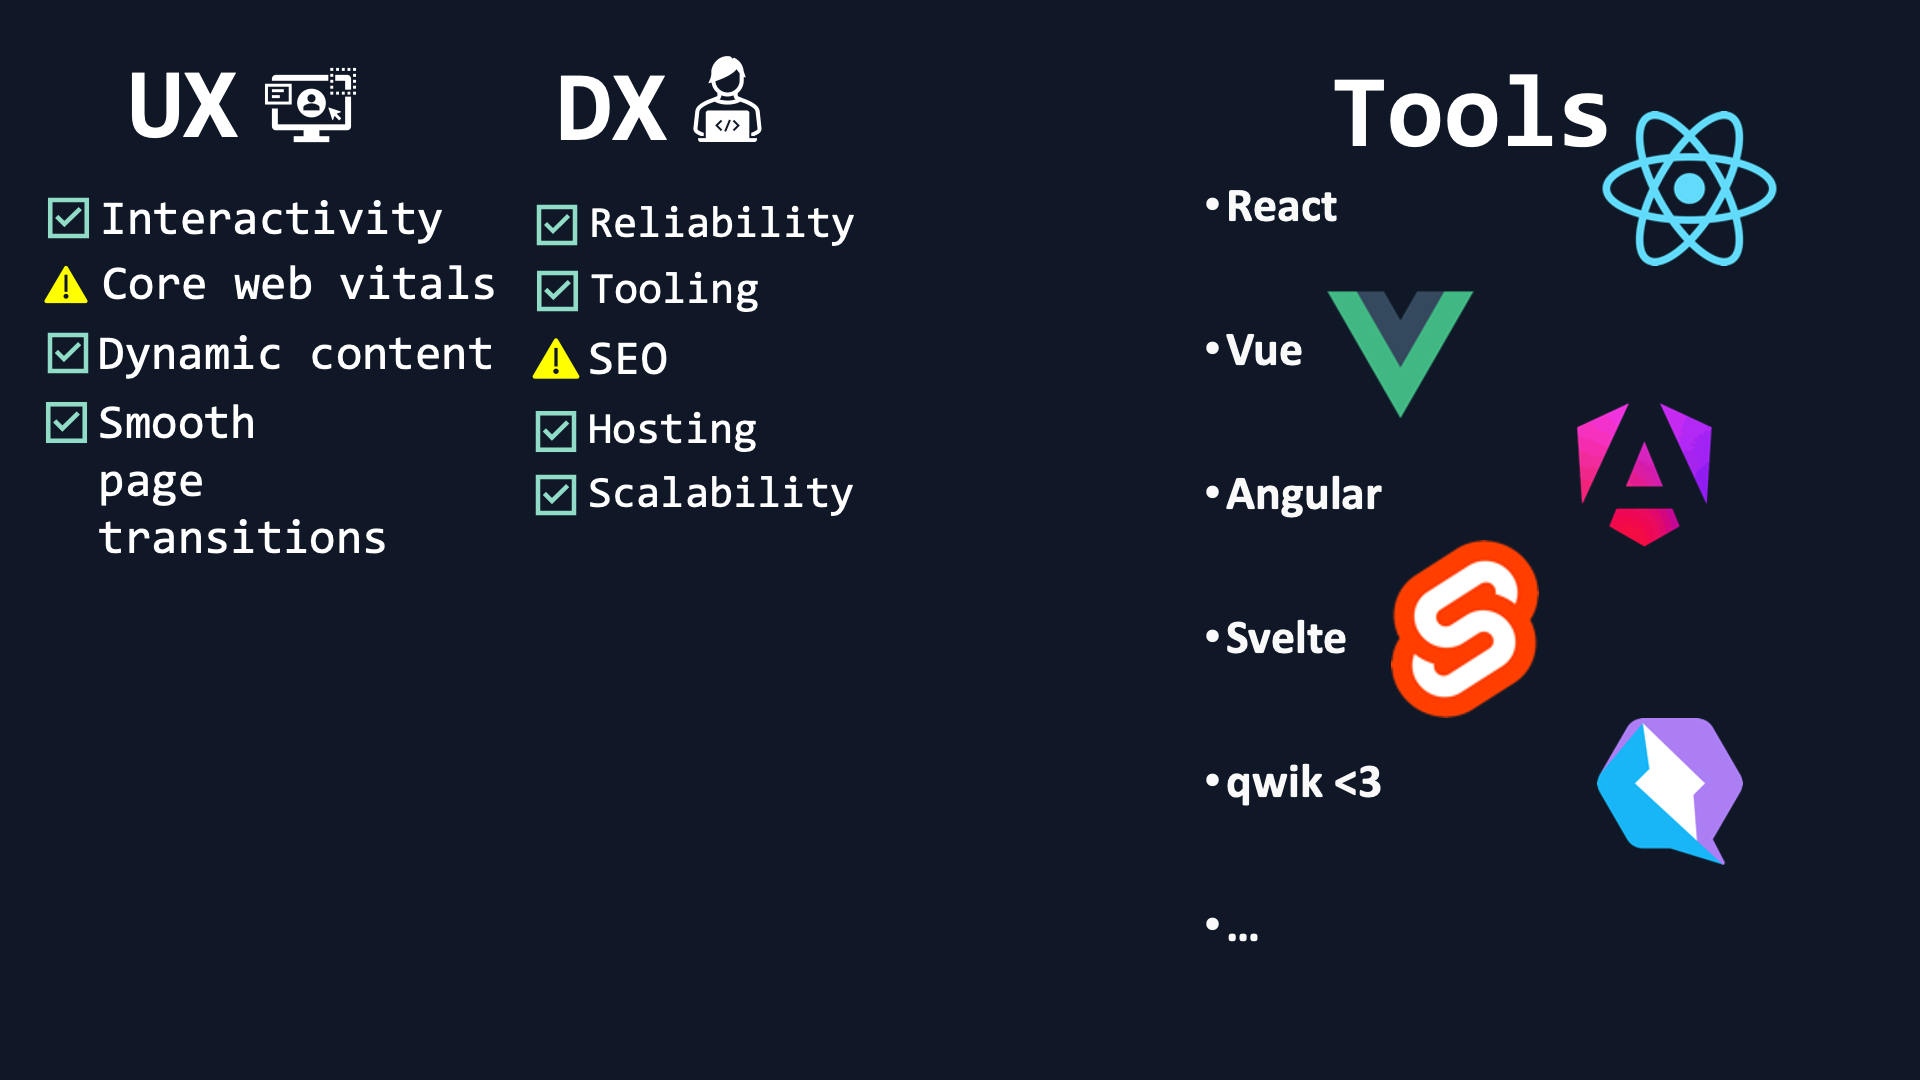 UX
Interactivity
Core web vitals
Dynamic content
Smooth
page
transitions
DX
</>
Reliability
Tooling
SEO
Hosting
Scalability
Tools
•React
•Vue
•Angular
•Svelte
•qwik <3
•…